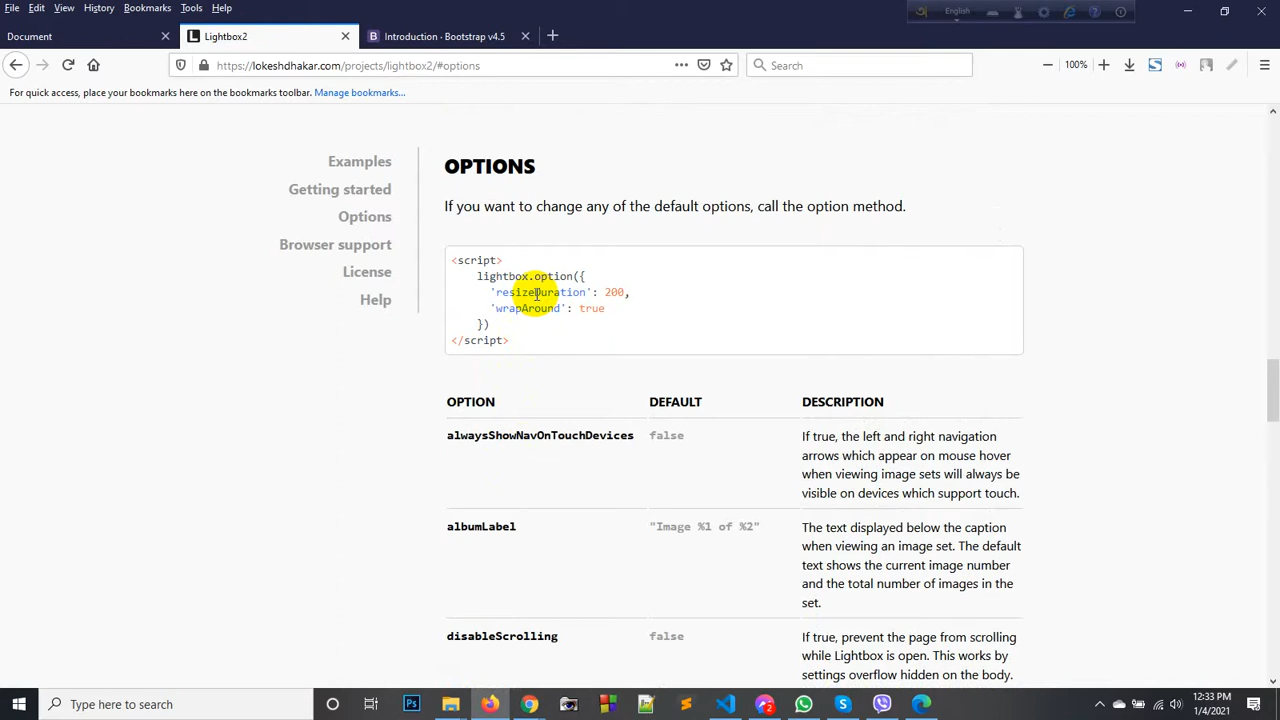 File Edit View History Bookmarks Tools Help
English
Document
Lightbox2
Introduction · Bootstrap v4.5
https://lokeshdhakar.com/projects/lightbox2/#options
100%
Search
For quick access, place your bookmarks here on the bookmarks toolbar. Manage bookmarks...
Examples
Getting started
Options
Browser support
License
Help
OPTIONS
If you want to change any of the default options, call the option method.
<script>
lightbox.option({
'resizeDuration': 200,
'wrapAround': true
})
</script>
OPTION DEFAULT DESCRIPTION
alwaysShowNavOnTouchDevices false If true, the left and right navigation
arrows which appear on mouse hover
when viewing image sets will always be
visible on devices which support touch.
albumLabel "Image %1 of %2" The text displayed below the caption
when viewing an image set. The default
text shows the current image number
and the total number of images in the
set.
disableScrolling false If true, prevent the page from scrolling
while Lightbox is open. This works by
settings overflow hidden on the body.
Type here to search
Ps
2
12:33 PM
1/4/2021